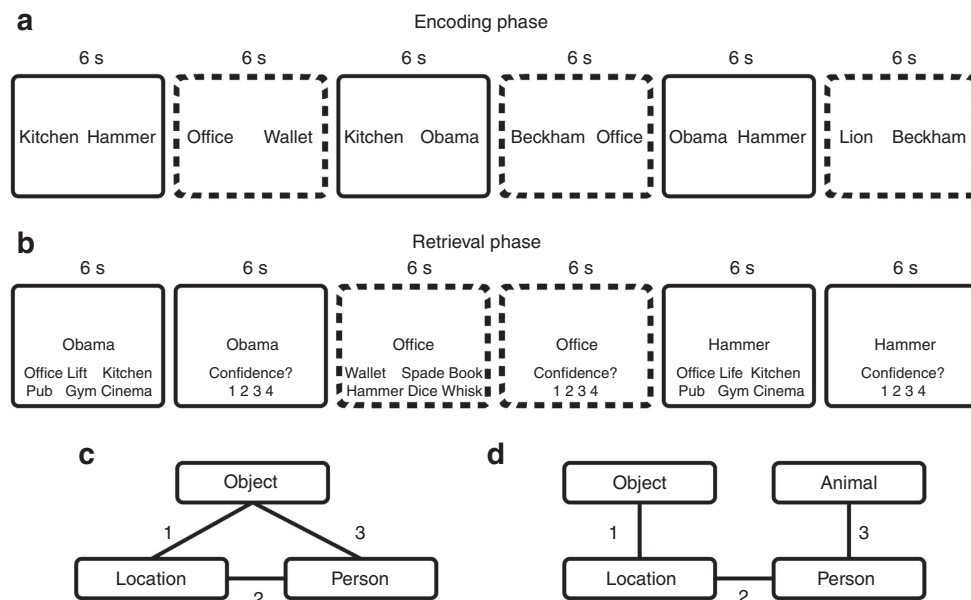 a
Encoding phase
6 s 6 s 6 s 6 s 6 s 6 s
Kitchen Hammer Office Wallet Kitchen Obama Beckham Office Obama Hammer Lion Beckham
b
Retrieval phase
6 s 6 s 6 s 6 s 6 s 6 s
Obama Obama Office Office Hammer Hammer
Office Lift Kitchen Confidence? Wallet Spade Book Confidence? Office Life Kitchen Confidence?
Pub Gym Cinema 1 2 3 4 Hammer Dice Whisk 1 2 3 4 Pub Gym Cinema 1 2 3 4
c
Object
1 3
Location Person
2
d
Object Animal
1 3
Location Person
2